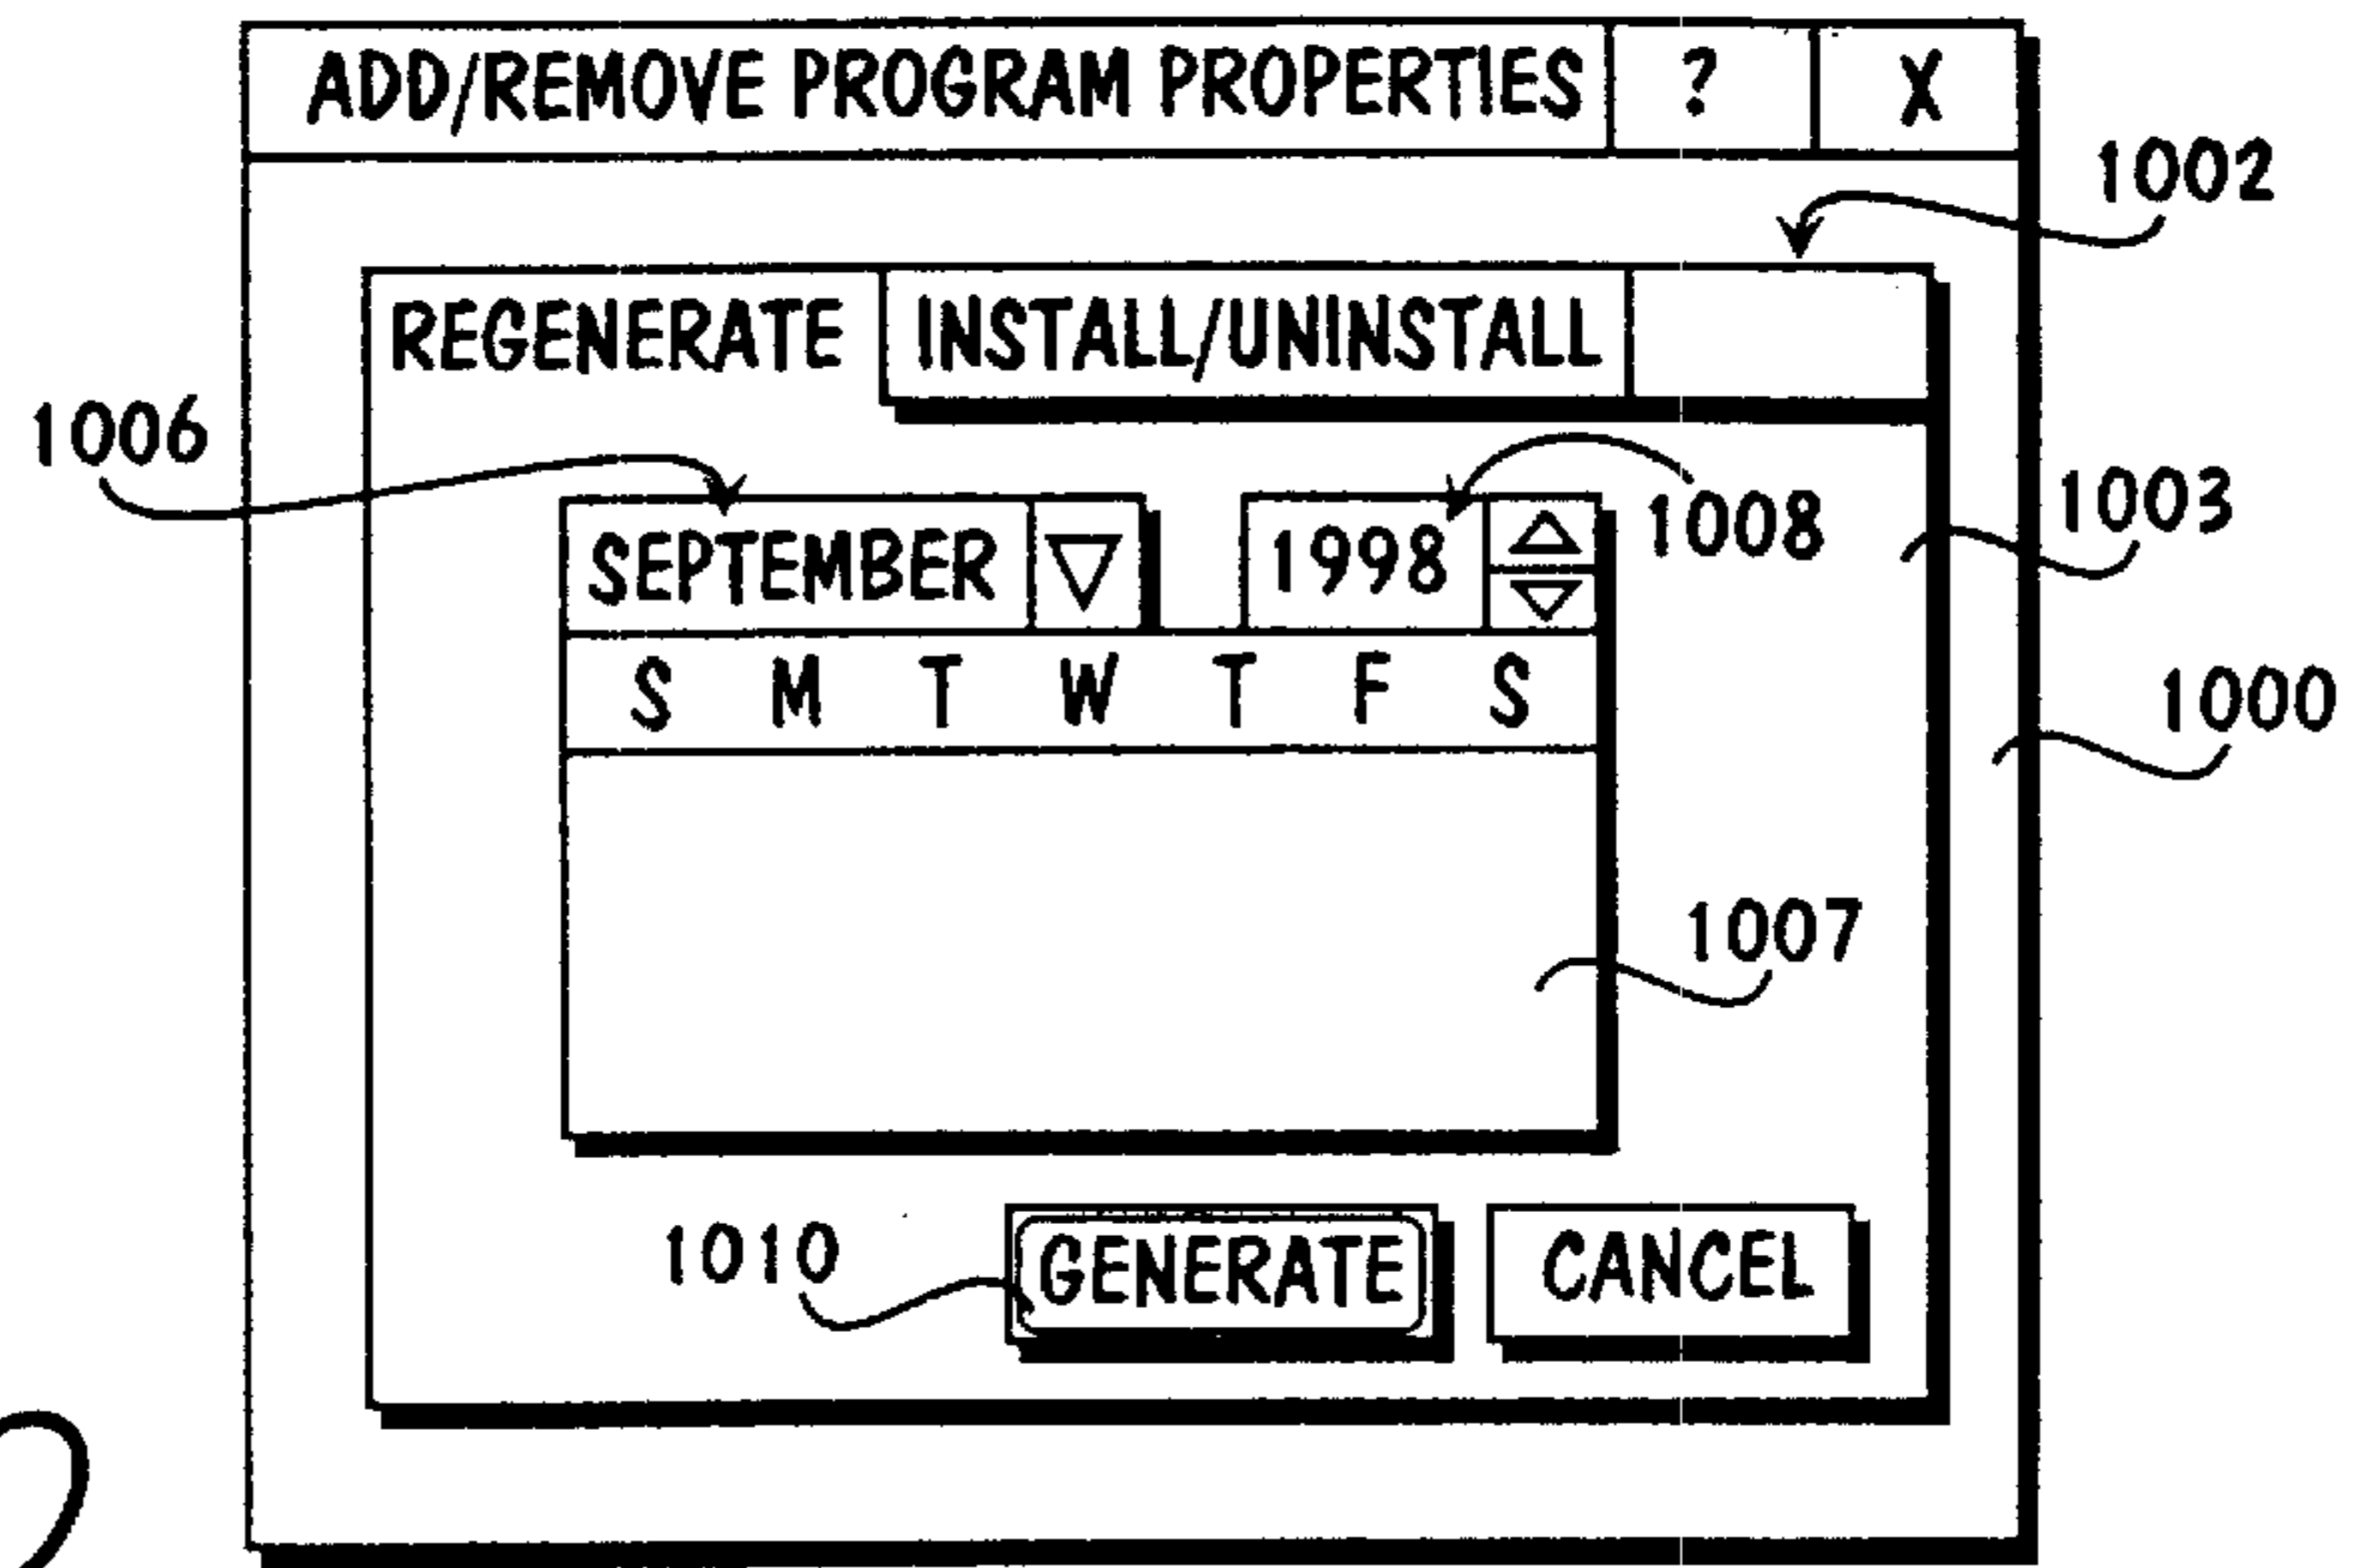 ADD/REMOVE PROGRAM PROPERTIES ? X
1002
REGENERATE INSTALL/UNINSTALL
1006
1003
SEPTEMBER 1998 1008
S M T W T F S
1000
1007
1010 GENERATE CANCEL